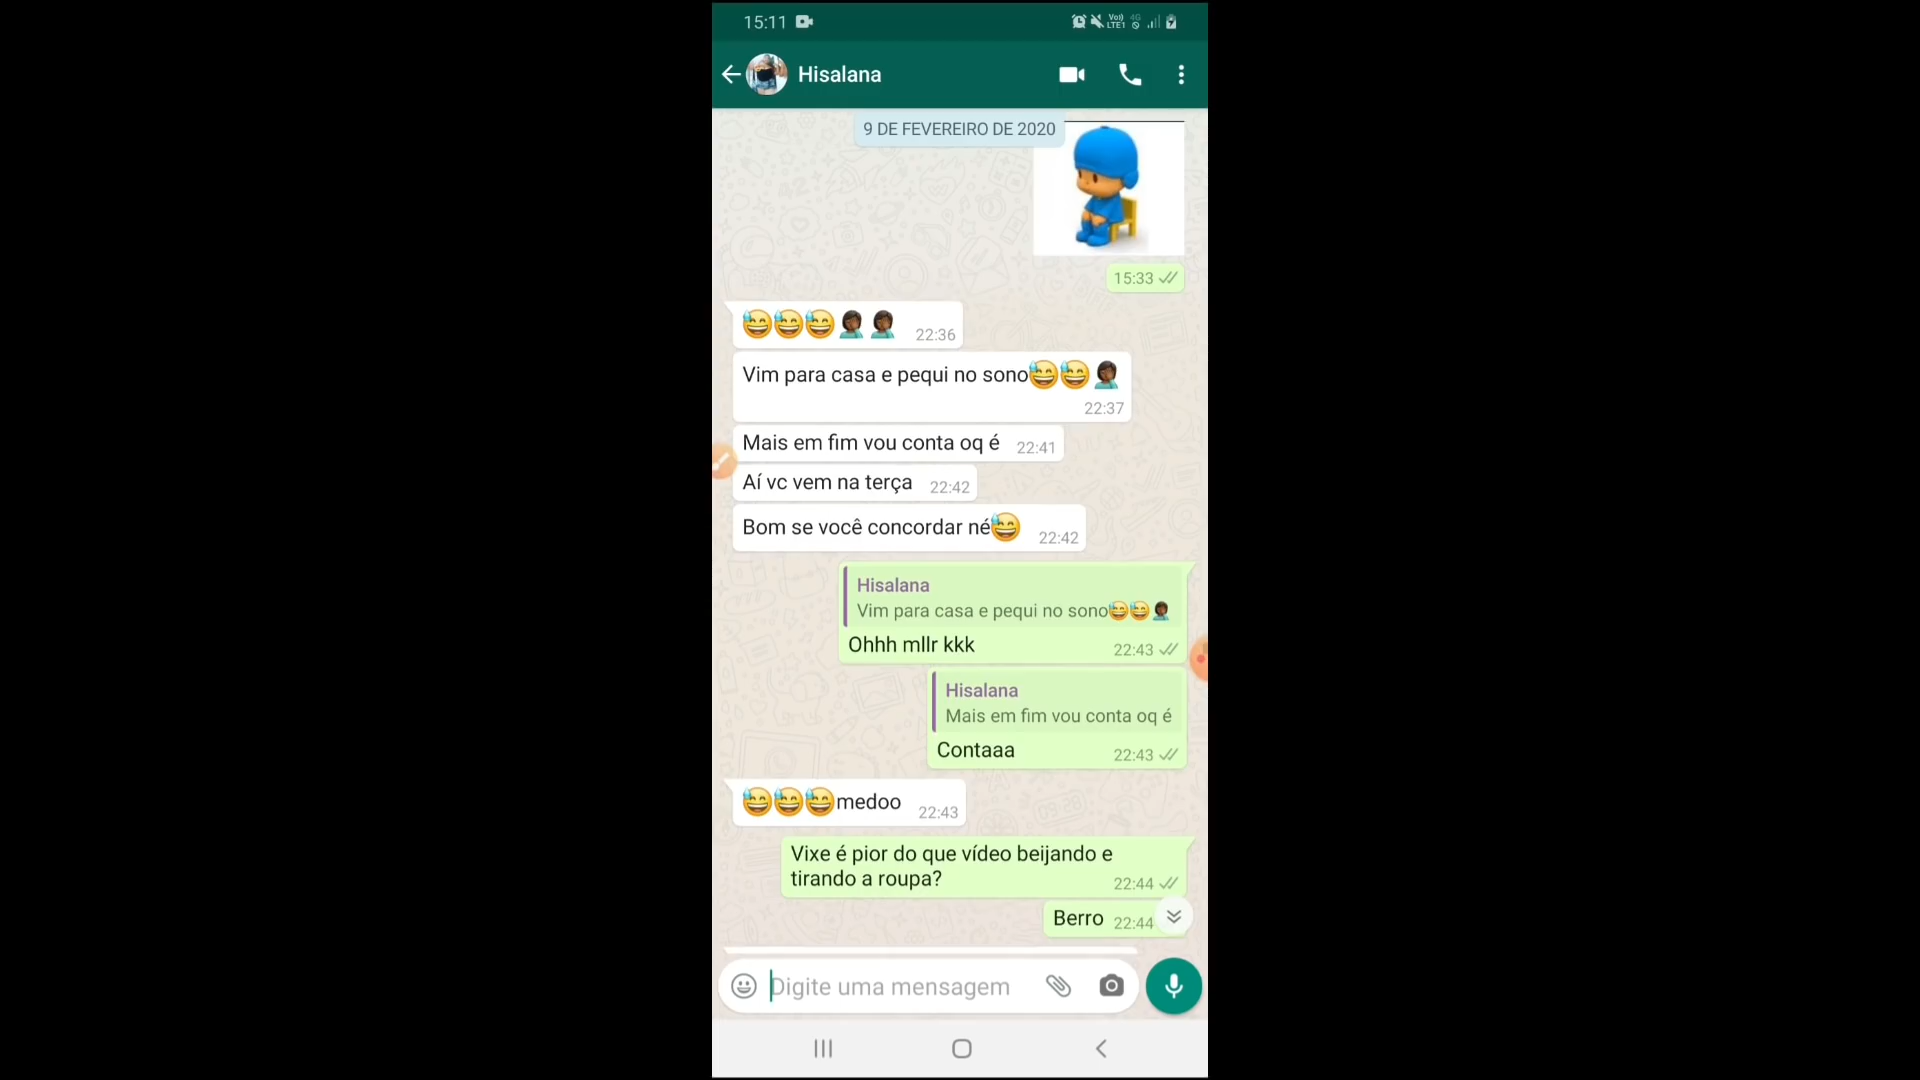 15:11
Vo)) 4G
LTE1
Hisalana
9 DE FEVEREIRO DE 2020
15:33
😅😅😅🤦🏾‍♀️🤦🏾‍♀️ 22:36
Vim para casa e pequi no sono😅😅🤦🏾‍♀️
22:37
Mais em fim vou conta oq é 22:41
Aí vc vem na terça 22:42
Bom se você concordar né😅 22:42
Hisalana
Vim para casa e pequi no sono😅😅🤦🏾‍♀️
Ohhh mllr kkk 22:43
Hisalana
Mais em fim vou conta oq é
Contaaa 22:43
😅😅😅medoo 22:43
Vixe é pior do que vídeo beijando e
tirando a roupa? 22:44
Berro 22:44
Digite uma mensagem